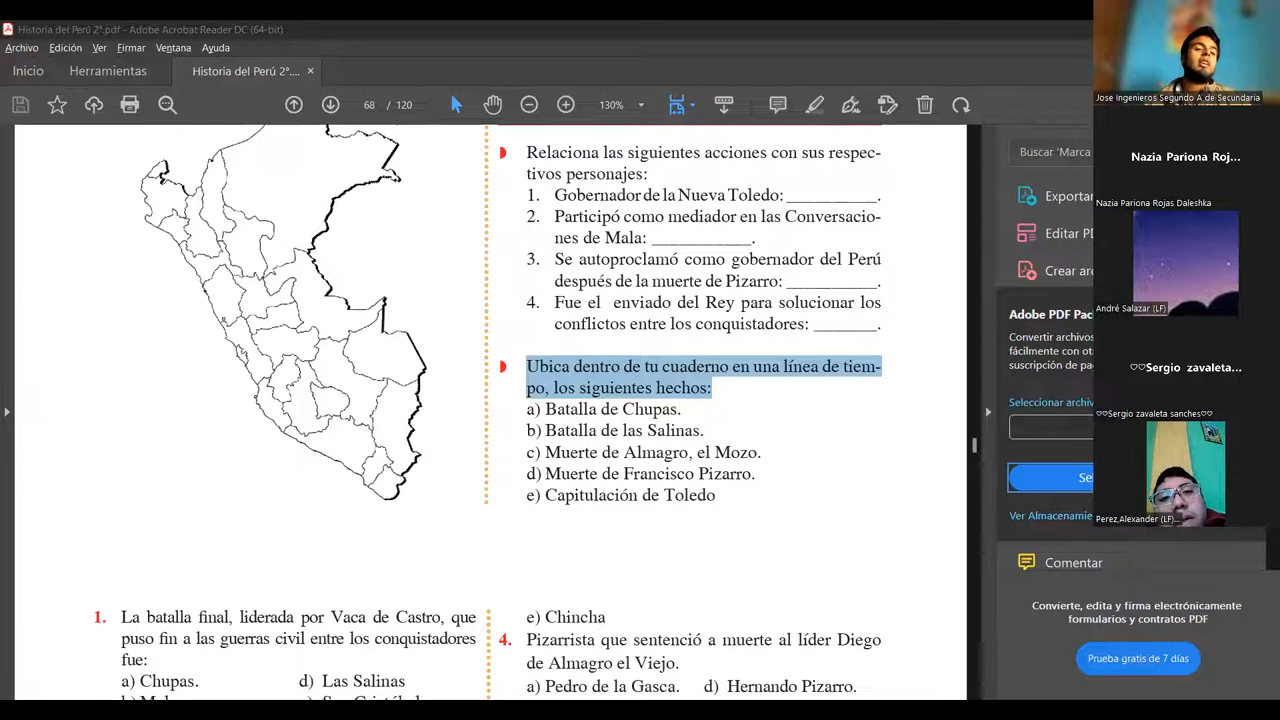 Historia del Perú 2°.pdf - Adobe Acrobat Reader DC (64-bit)
Archivo Edición Ver Firmar Ventana Ayuda
Inicio Herramientas Historia del Perú 2°.... ×
68 / 120 130%
Relaciona las siguientes acciones con sus respec-
tivos personajes:
1. Gobernador de la Nueva Toledo: __________.
2. Participó como mediador en las Conversacio-
nes de Mala: ___________.
3. Se autoproclamó como gobernador del Perú
después de la muerte de Pizarro: __________.
4. Fue el enviado del Rey para solucionar los
conflictos entre los conquistadores: _______.
Ubica dentro de tu cuaderno en una línea de tiem-
po, los siguientes hechos:
a) Batalla de Chupas.
b) Batalla de las Salinas.
c) Muerte de Almagro, el Mozo.
d) Muerte de Francisco Pizarro.
e) Capitulación de Toledo
1. La batalla final, liderada por Vaca de Castro, que
puso fin a las guerras civil entre los conquistadores
fue:
a) Chupas. d) Las Salinas
e) Chincha
4. Pizarrista que sentenció a muerte al líder Diego
de Almagro el Viejo.
a) Pedro de la Gasca. d) Hernando Pizarro.
Buscar 'Marca
Exportar
Editar PD
Crear arc
Adobe PDF Pac
Convertir archivos
fácilmente con otr
suscripción de pag
Seleccionar archiv
Se
Ver Almacenamie
Comentar
Convierte, edita y firma electrónicamente
formularios y contratos PDF
Prueba gratis de 7 días
Jose Ingenieros Segundo A de Secundaria
Nazia Pariona Roj...
Nazia Pariona Rojas Daleshka
André Salazar (LF)
♡♡Sergio zavaleta...
♡♡Sergio zavaleta sanches♡♡
Perez,Alexander (LF)...